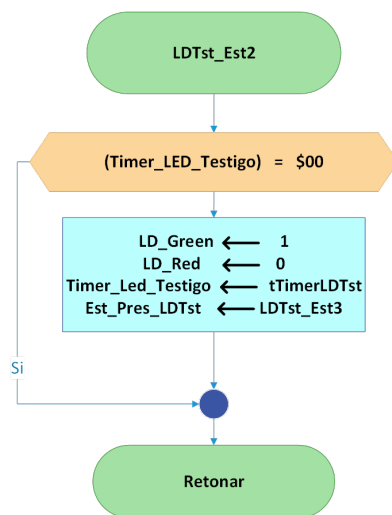 LDTst_Est2
(Timer_LED_Testigo) = $00
LD_Green ← 1
LD_Red ← 0
Timer_Led_Testigo ← tTimerLDTst
Est_Pres_LDTst ← LDTst_Est3
Si
Retonar